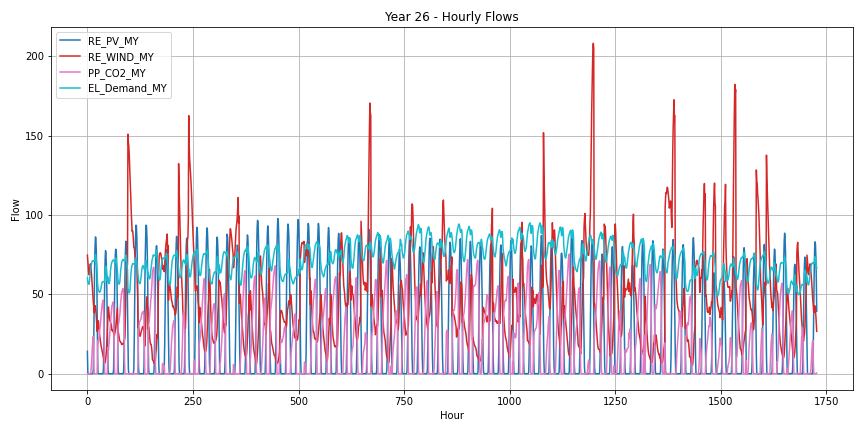 Year 26 - Hourly Flows
RE_PV_MY
RE_WIND_MY
PP_CO2_MY
EL_Demand_MY
200
150
100
50
0
Flow
0 250 500 750 1000 1250 1500 1750
Hour